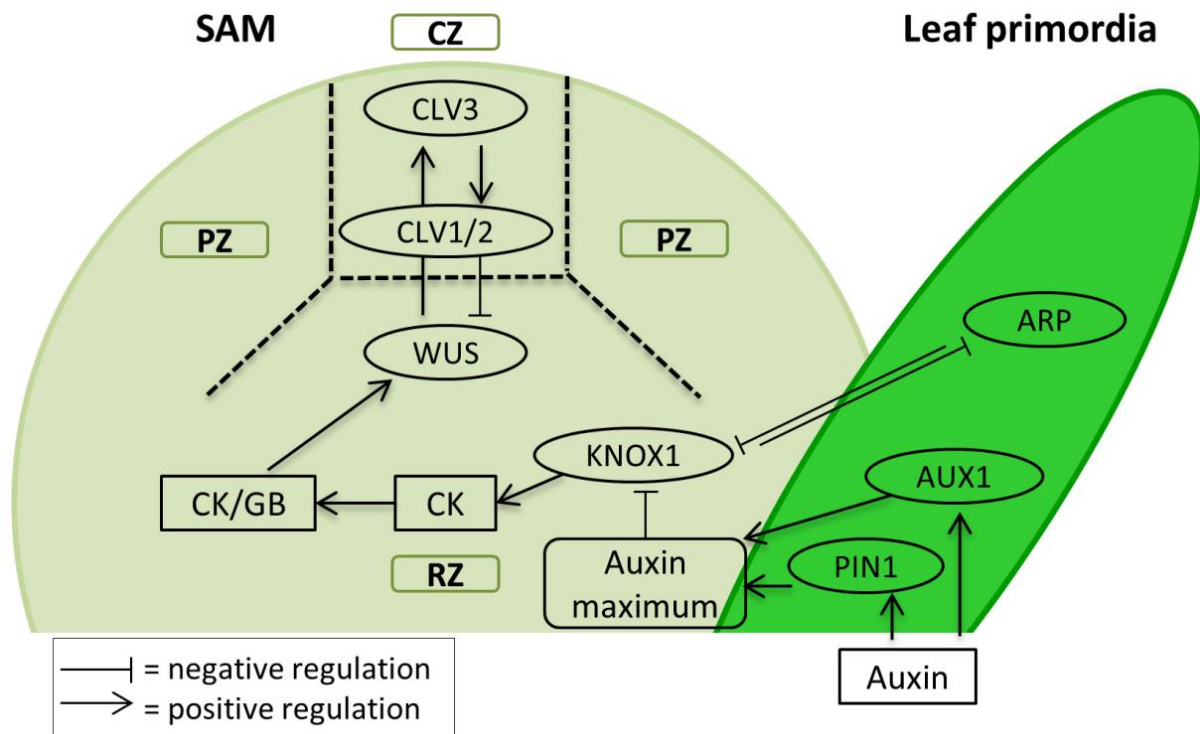 SAM
CZ
Leaf primordia
CLV3
CLV1/2
PZ
PZ
WUS
ARP
KNOX1
AUX1
CK/GB
CK
Auxin
maximum
PIN1
RZ
Auxin
= negative regulation
= positive regulation